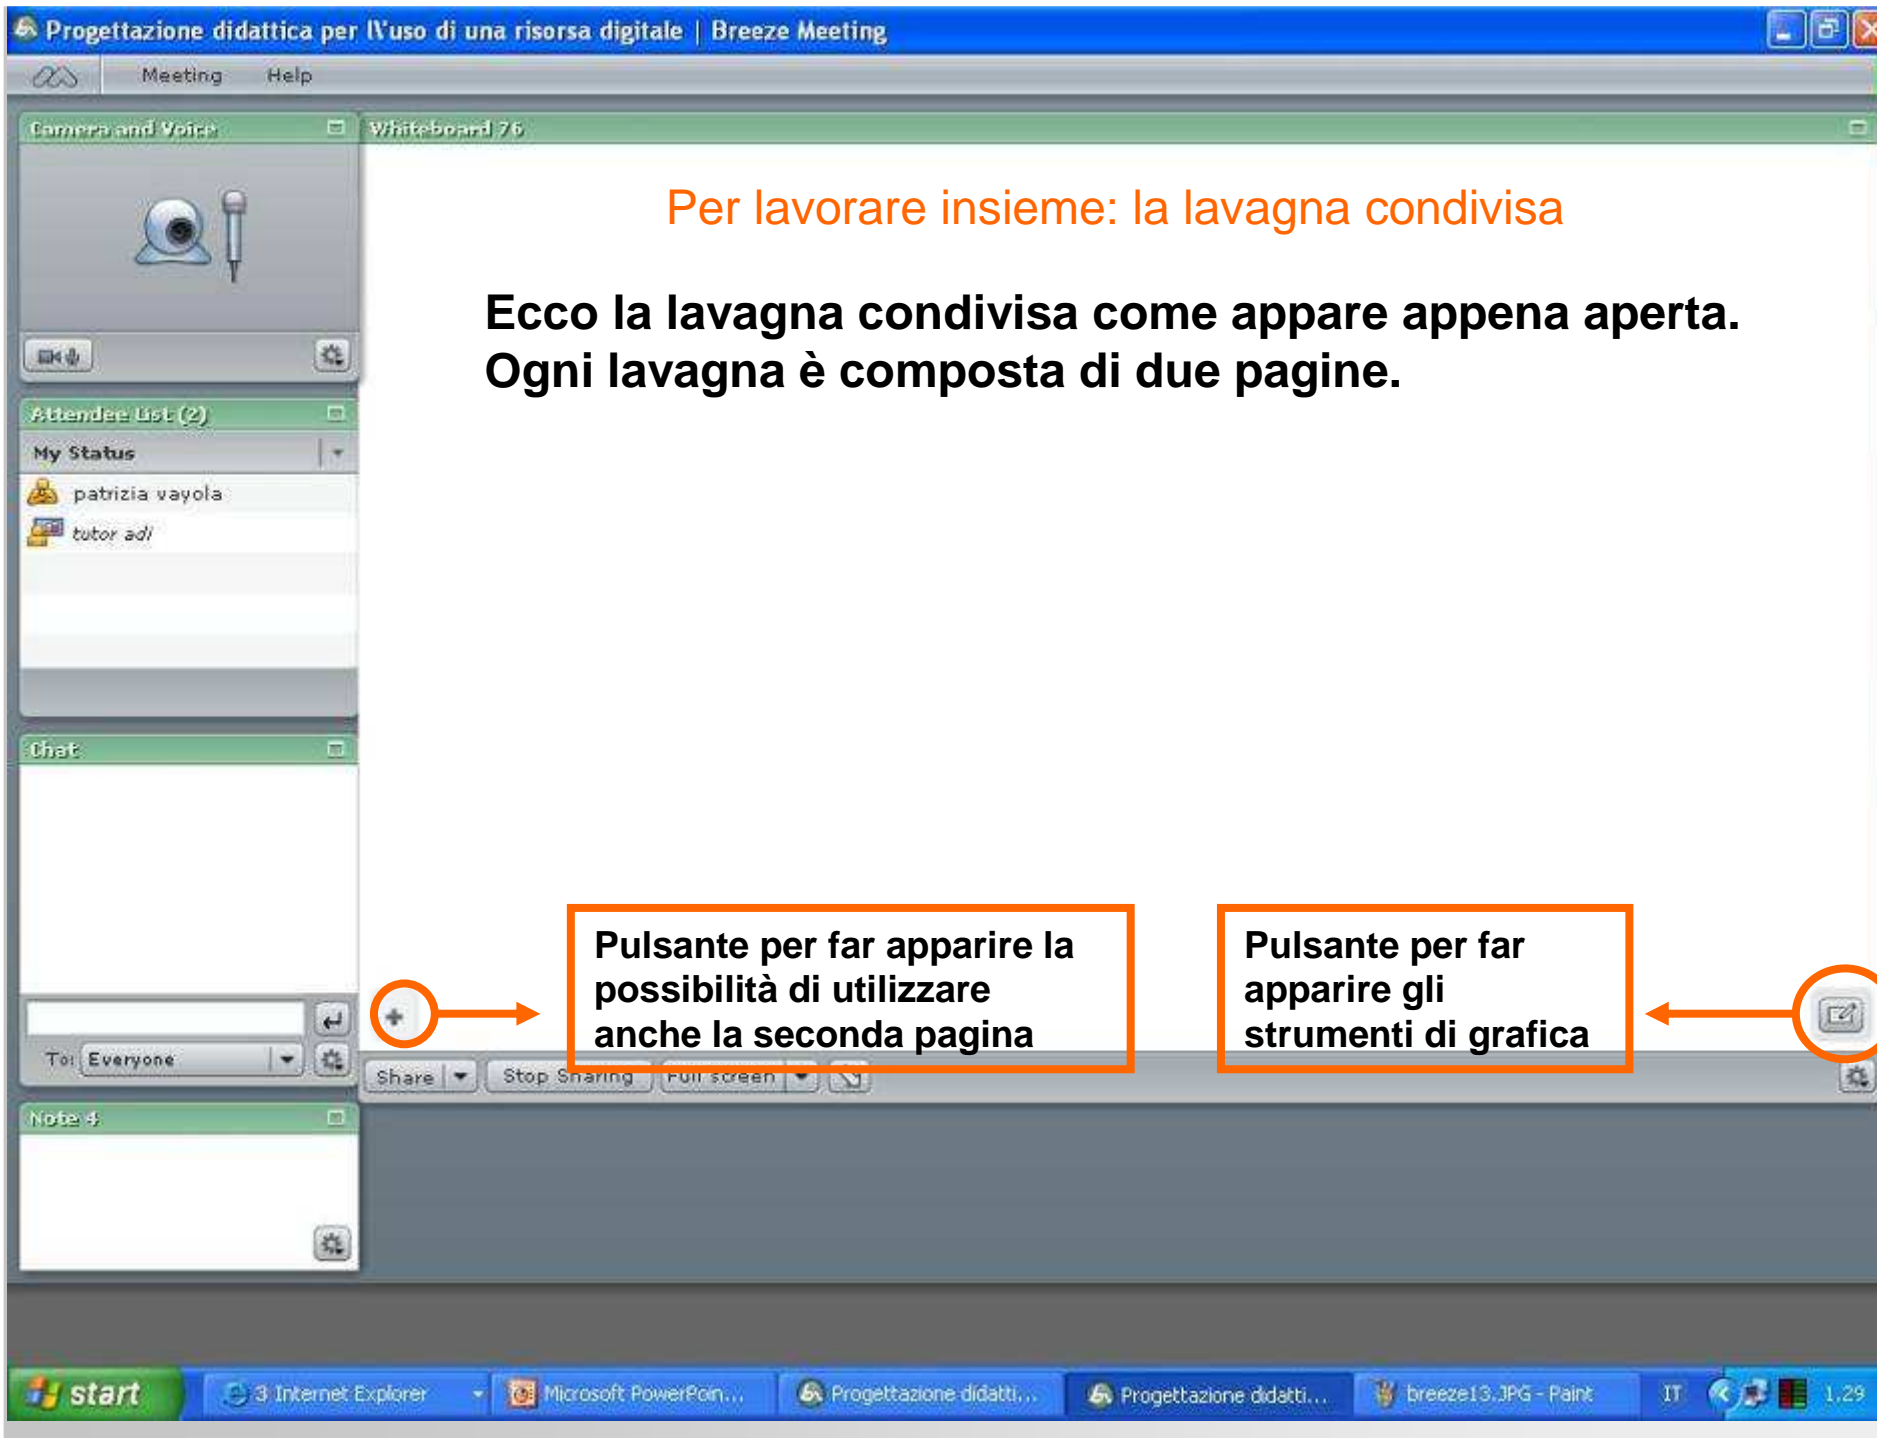 Progettazione didattica per l\'uso di una risorsa digitale | Breeze Meeting
Meeting Help
Camera and Voice
Whiteboard 76
Per lavorare insieme: la lavagna condivisa
Ecco la lavagna condivisa come appare appena aperta.
Ogni lavagna è composta di due pagine.
Attendee List (2)
My Status
patrizia vayola
tutor adi
Chat
Pulsante per far apparire la
possibilità di utilizzare
anche la seconda pagina
Pulsante per far
apparire gli
strumenti di grafica
To: Everyone
Share Stop Sharing Full screen
Note 4
start 3 Internet Explorer Microsoft PowerPoin... Progettazione didatti... Progettazione didatti... breeze13.JPG - Paint IT 1.29